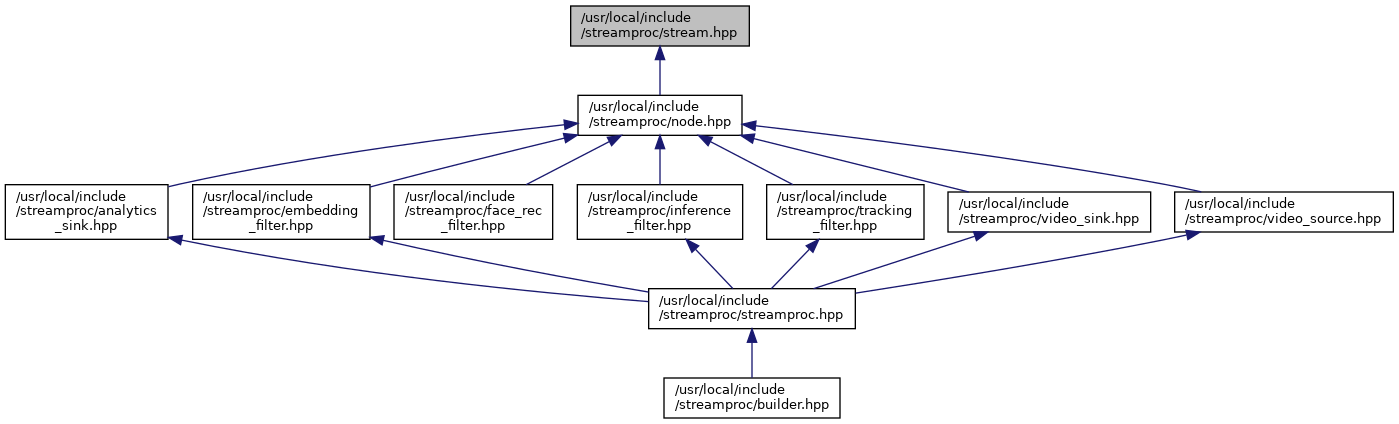 /usr/local/include
/streamproc/stream.hpp
/usr/local/include
/streamproc/node.hpp
/usr/local/include
/streamproc/analytics
_sink.hpp
/usr/local/include
/streamproc/embedding
_filter.hpp
/usr/local/include
/streamproc/face_rec
_filter.hpp
/usr/local/include
/streamproc/inference
_filter.hpp
/usr/local/include
/streamproc/tracking
_filter.hpp
/usr/local/include
/streamproc/video_sink.hpp
/usr/local/include
/streamproc/video_source.hpp
/usr/local/include
/streamproc/streamproc.hpp
/usr/local/include
/streamproc/builder.hpp